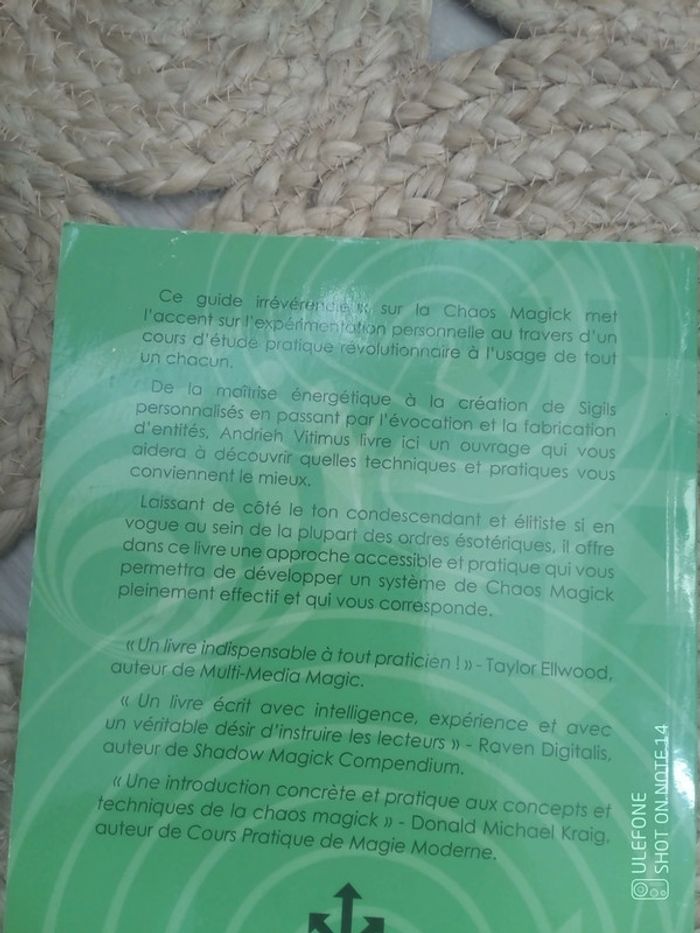 Ce guide irrévérencieux sur la Chaos Magick met
l'accent sur l'expérimentation personnelle au travers d'un
cours d'étude pratique révolutionnaire à l'usage de tout
un chacun.
De la maîtrise énergétique à la création de Sigils
personnalisés en passant par l'évocation et la fabrication
d'entités, Andrieh Vitimus livre ici un ouvrage qui vous
aidera à découvrir quelles techniques et pratiques vous
conviennent le mieux.
Laissant de côté le ton condescendant et élitiste si en
vogue au sein de la plupart des ordres ésotériques, il offre
dans ce livre une approche accessible et pratique qui vous
permettra de développer un système de Chaos Magick
pleinement effectif et qui vous corresponde.
« Un livre indispensable à tout praticien ! » - Taylor Ellwood,
auteur de Multi-Media Magic.
« Un livre écrit avec intelligence, expérience et avec
un véritable désir d'instruire les lecteurs » - Raven Digitalis,
auteur de Shadow Magick Compendium.
« Une introduction concrète et pratique aux concepts et
techniques de la chaos magick » - Donald Michael Kraig,
auteur de Cours Pratique de Magie Moderne.
ULEFONE
SHOT ON NOTE 14